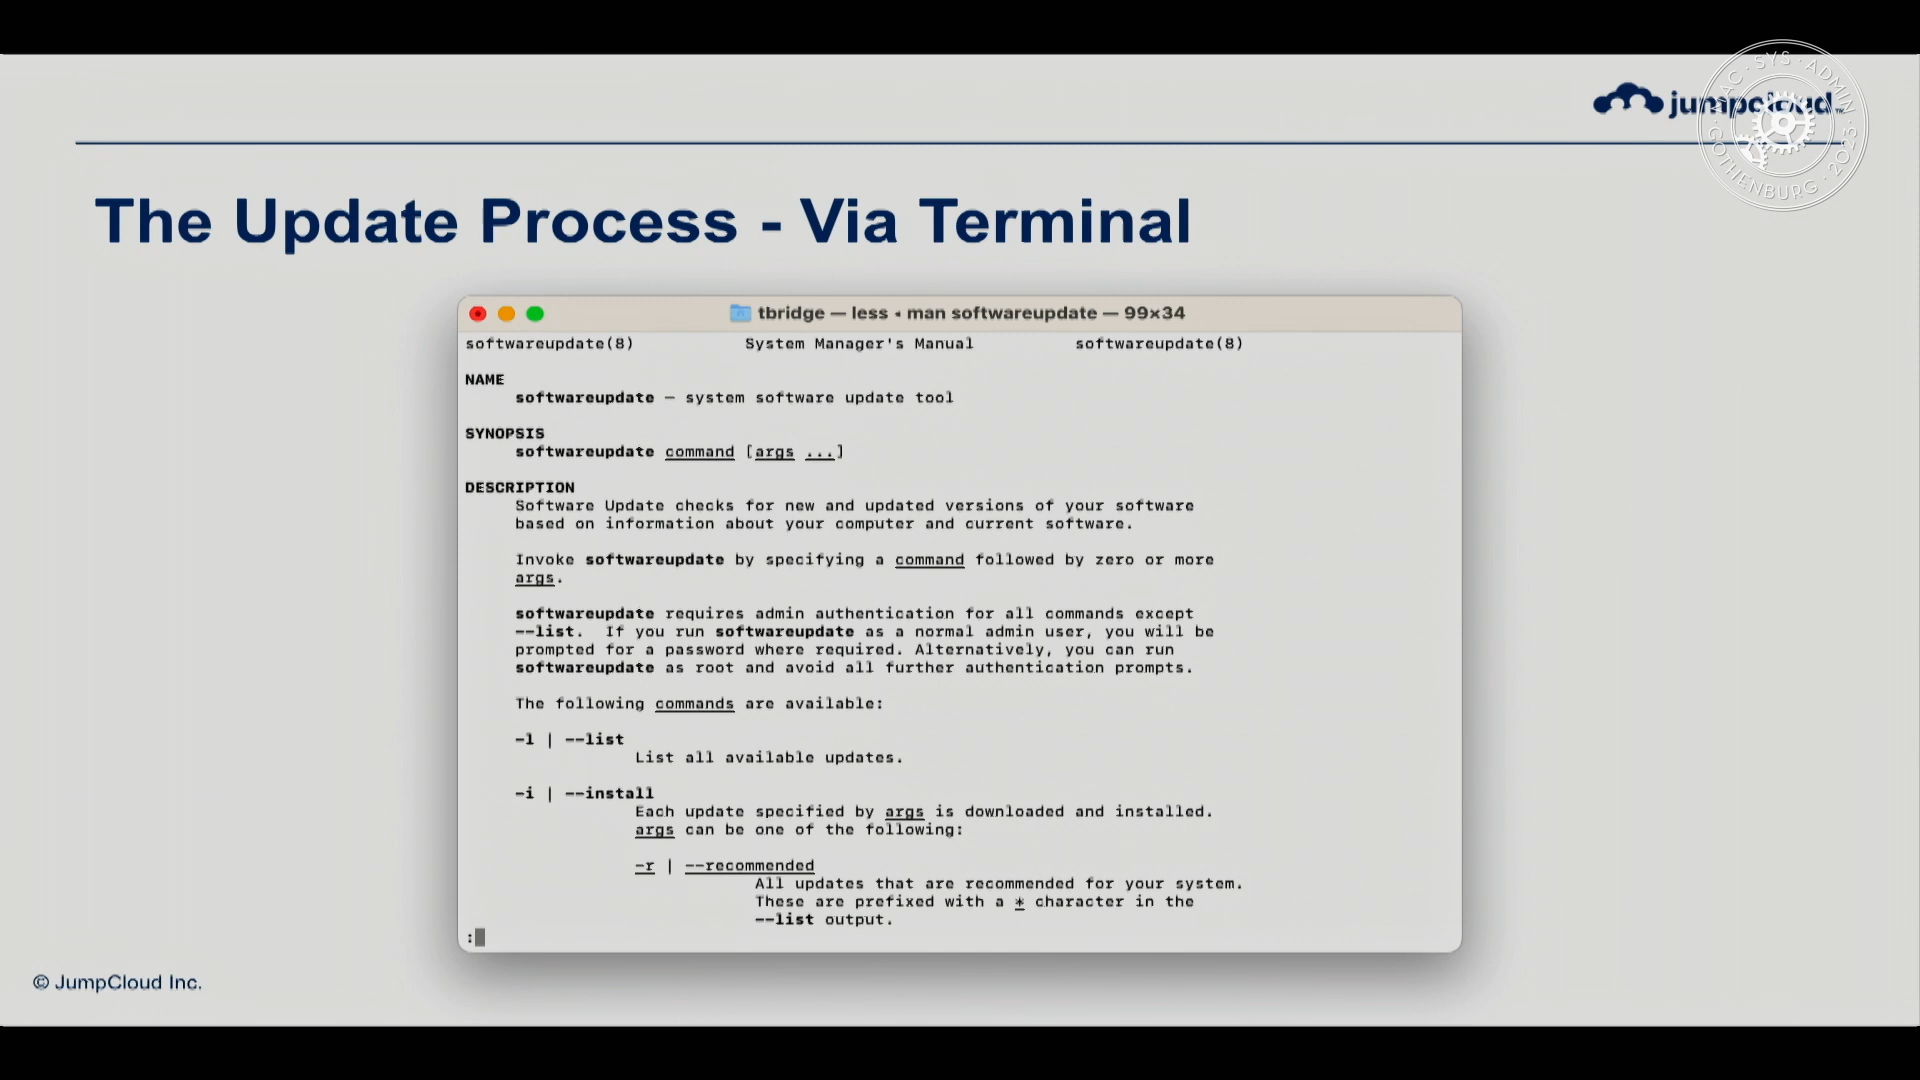 jumpcloud
MAC · SYS · ADMIN · GOTHENBURG · 2023
The Update Process - Via Terminal
tbridge — less ◂ man softwareupdate — 99×34
softwareupdate(8) System Manager's Manual softwareupdate(8)
NAME
softwareupdate — system software update tool
SYNOPSIS
softwareupdate command [args ...]
DESCRIPTION
Software Update checks for new and updated versions of your software
based on information about your computer and current software.
Invoke softwareupdate by specifying a command followed by zero or more
args.
softwareupdate requires admin authentication for all commands except
--list. If you run softwareupdate as a normal admin user, you will be
prompted for a password where required. Alternatively, you can run
softwareupdate as root and avoid all further authentication prompts.
The following commands are available:
-l | --list
List all available updates.
-i | --install
Each update specified by args is downloaded and installed.
args can be one of the following:
-r | --recommended
All updates that are recommended for your system.
These are prefixed with a * character in the
--list output.
:
© JumpCloud Inc.